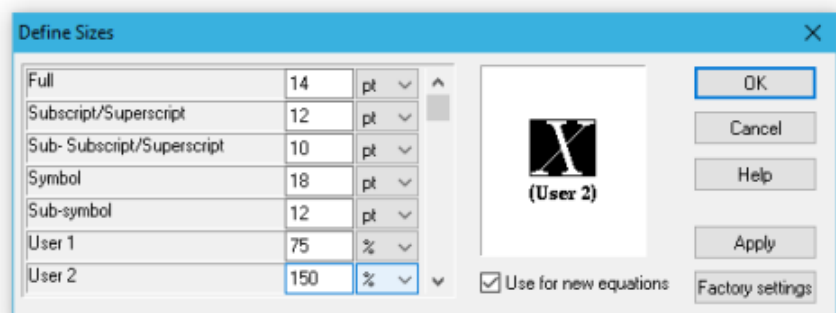 Define Sizes
Full 14 pt
Subscript/Superscript 12 pt
Sub- Subscript/Superscript 10 pt
Symbol 18 pt
Sub-symbol 12 pt
User 1 75 %
User 2 150 %
X
(User 2)
Use for new equations
OK
Cancel
Help
Apply
Factory settings